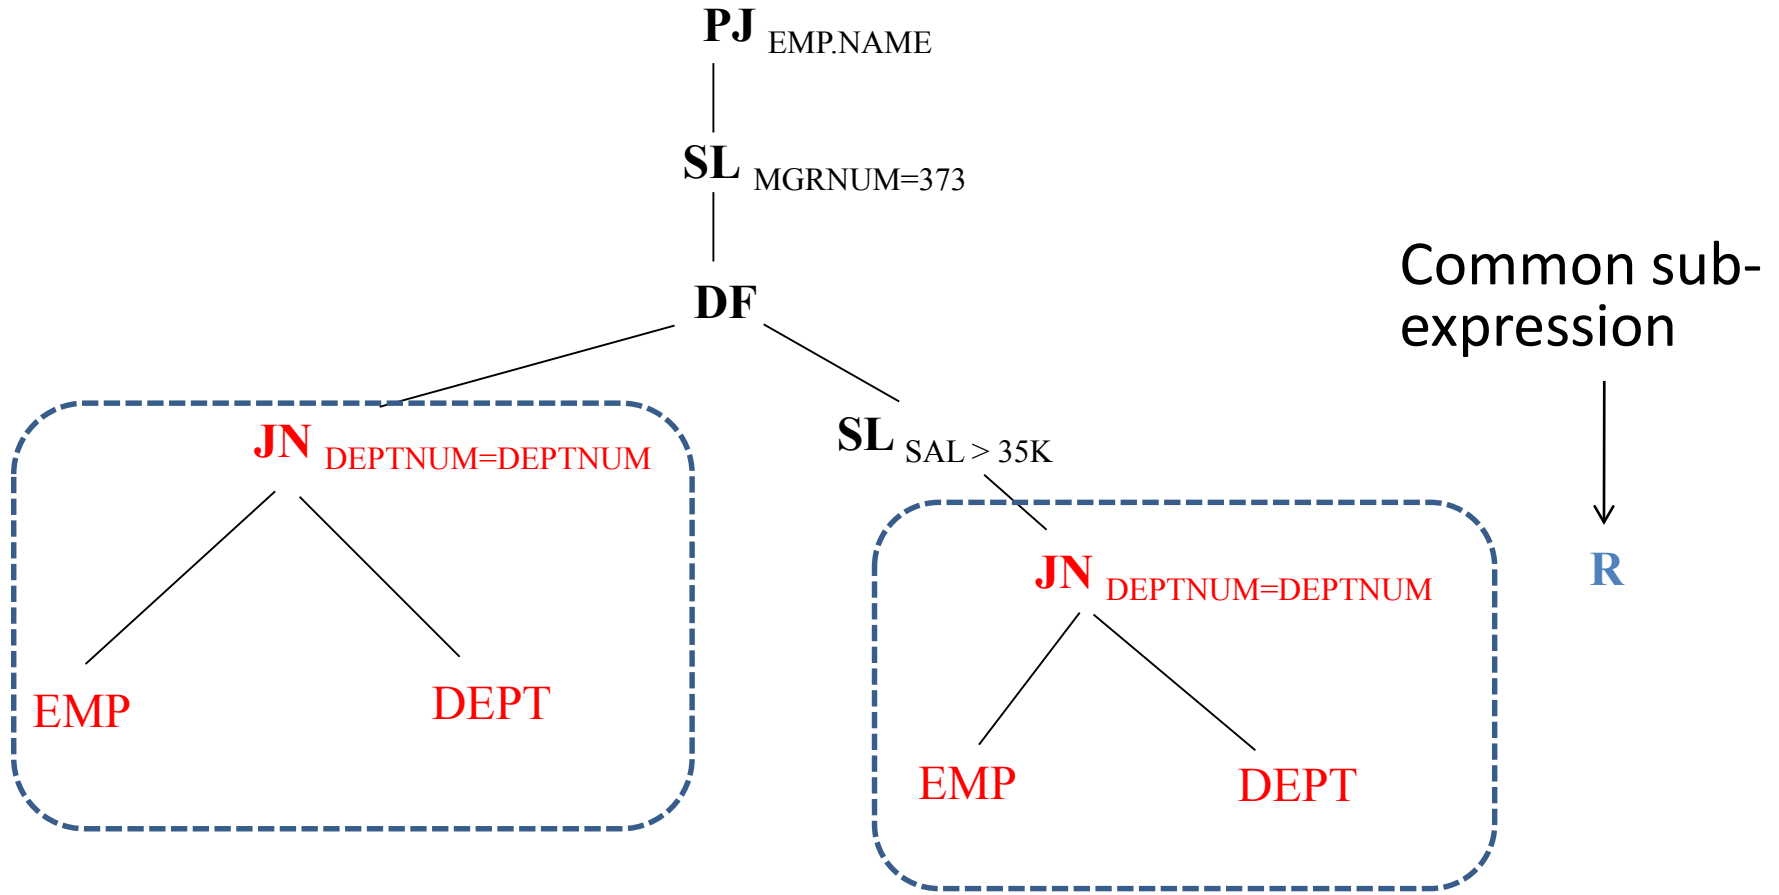 PJ EMP.NAME
SL MGRNUM=373
DF
Common sub-
expression
JN DEPTNUM=DEPTNUM
SL SAL > 35K
JN DEPTNUM=DEPTNUM
R
EMP
DEPT
EMP
DEPT